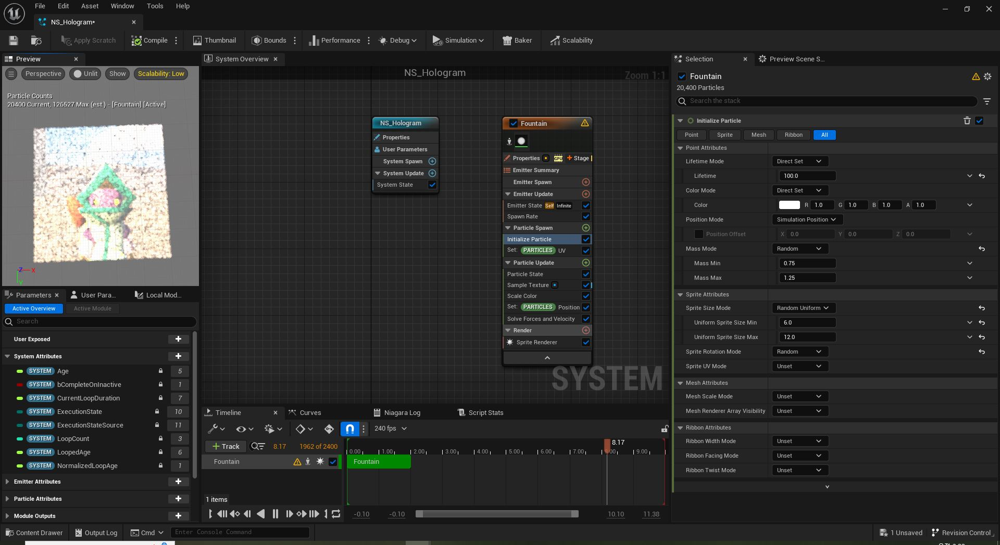 File Edit Asset Window Tools Help
NS_Hologram*
Apply Scratch Compile Thumbnail Bounds Performance Debug Simulation Baker Scalability
Preview
Perspective Unlit Show Scalability: Low
Particle Counts
20400 Current, 126527 Max (est.) - [Fountain] [Active]
Z X
Y
Parameters User Para... Local Mod...
Active Overview Active Module
Search
User Exposed
System Attributes
SYSTEM Age 5
SYSTEM bCompleteOnInactive 1
SYSTEM CurrentLoopDuration 7
SYSTEM ExecutionState 10
SYSTEM ExecutionStateSource 11
SYSTEM LoopCount 3
SYSTEM LoopedAge 6
SYSTEM NormalizedLoopAge 1
Emitter Attributes
Particle Attributes
Module Outputs
System Overview
NS_Hologram
Zoom 1:1
NS_Hologram
Properties
User Parameters
System Spawn
System Update
System State
Fountain
Properties GPU Stage
Emitter Summary
Emitter Spawn
Emitter Update
Emitter State Self Infinite
Spawn Rate
Particle Spawn
Initialize Particle
Set: PARTICLES UV
Particle Update
Particle State
Sample Texture
Scale Color
Set: PARTICLES Position
Solve Forces and Velocity
Render
Sprite Renderer
SYSTEM
Timeline Curves Niagara Log Script Stats
240 fps
Track 8.17 1962 of 2400
8.17
0.00 1.00 2.00 3.00 4.00 5.00 6.00 7.00 9.00
Fountain
Fountain
1 items
-0.10 -0.10 10.10 11.38
Selection Preview Scene S...
Fountain
20,400 Particles
Search the stack
Initialize Particle
Point Sprite Mesh Ribbon All
Point Attributes
Lifetime Mode Direct Set
Lifetime 100.0
Color Mode Direct Set
Color R 1.0 G 1.0 B 1.0 A 1.0
Position Mode Simulation Position
Position Offset X 0.0 Y 0.0 Z 0.0
Mass Mode Random
Mass Min 0.75
Mass Max 1.25
Sprite Attributes
Sprite Size Mode Random Uniform
Uniform Sprite Size Min 6.0
Uniform Sprite Size Max 12.0
Sprite Rotation Mode Random
Sprite UV Mode Unset
Mesh Attributes
Mesh Scale Mode Unset
Mesh Renderer Array Visibility Unset
Ribbon Attributes
Ribbon Width Mode Unset
Ribbon Facing Mode Unset
Ribbon Twist Mode Unset
Content Drawer Output Log Cmd Enter Console Command 1 Unsaved Revision Control